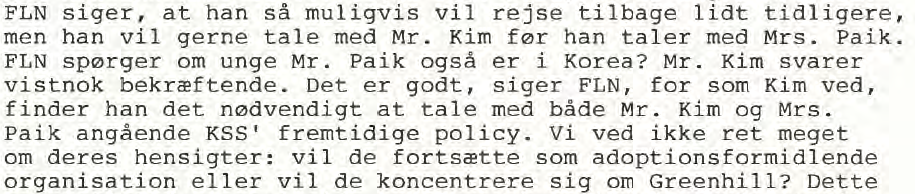 FLN siger, at han så muligvis vil rejse tilbage lidt tidligere,
men han vil gerne tale med Mr. Kim før han taler med Mrs. Paik.
FLN spørger om unge Mr. Paik også er i Korea? Mr. Kim svarer
vistnok bekræftende. Det er godt, siger FLN, for som Kim ved,
finder han det nødvendigt at tale med både Mr. Kim og Mrs.
Paik angående KSS' fremtidige policy. Vi ved ikke ret meget
om deres hensigter: vil de fortsætte som adoptionsformidlende
organisation eller vil de koncentrere sig om Greenhill? Dette